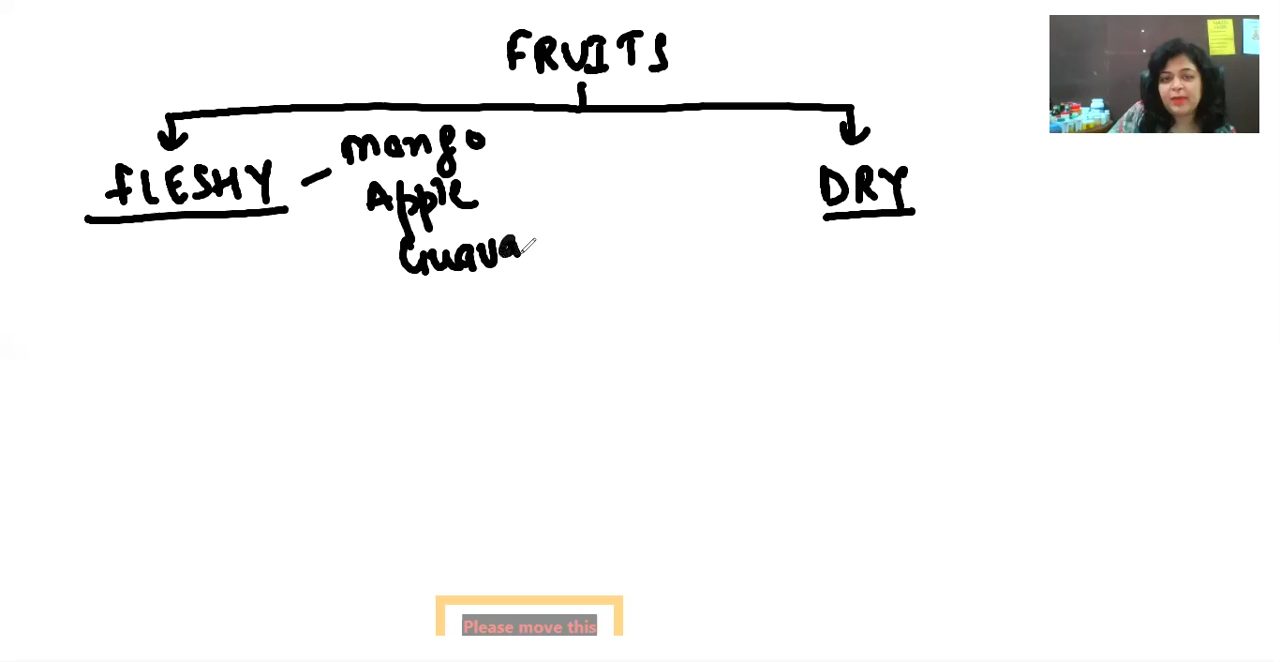 FRUITS
FLESHY – mango
Apple
Guava
DRY
Please move this